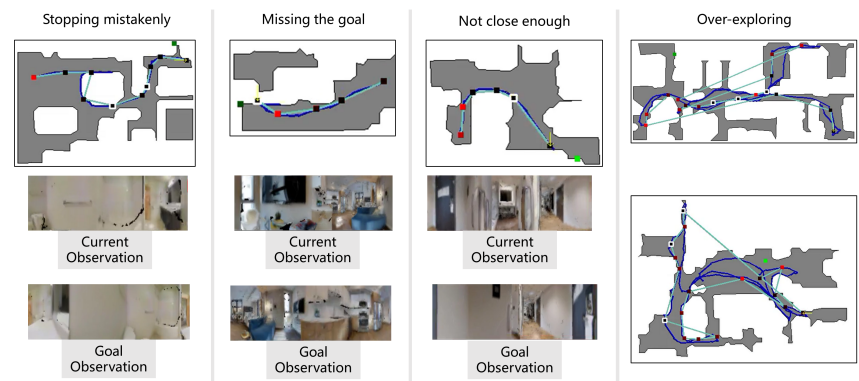 Stopping mistakenly
Missing the goal
Not close enough
Over-exploring
Current
Observation
Current
Observation
Current
Observation
Goal
Observation
Goal
Observation
Goal
Observation